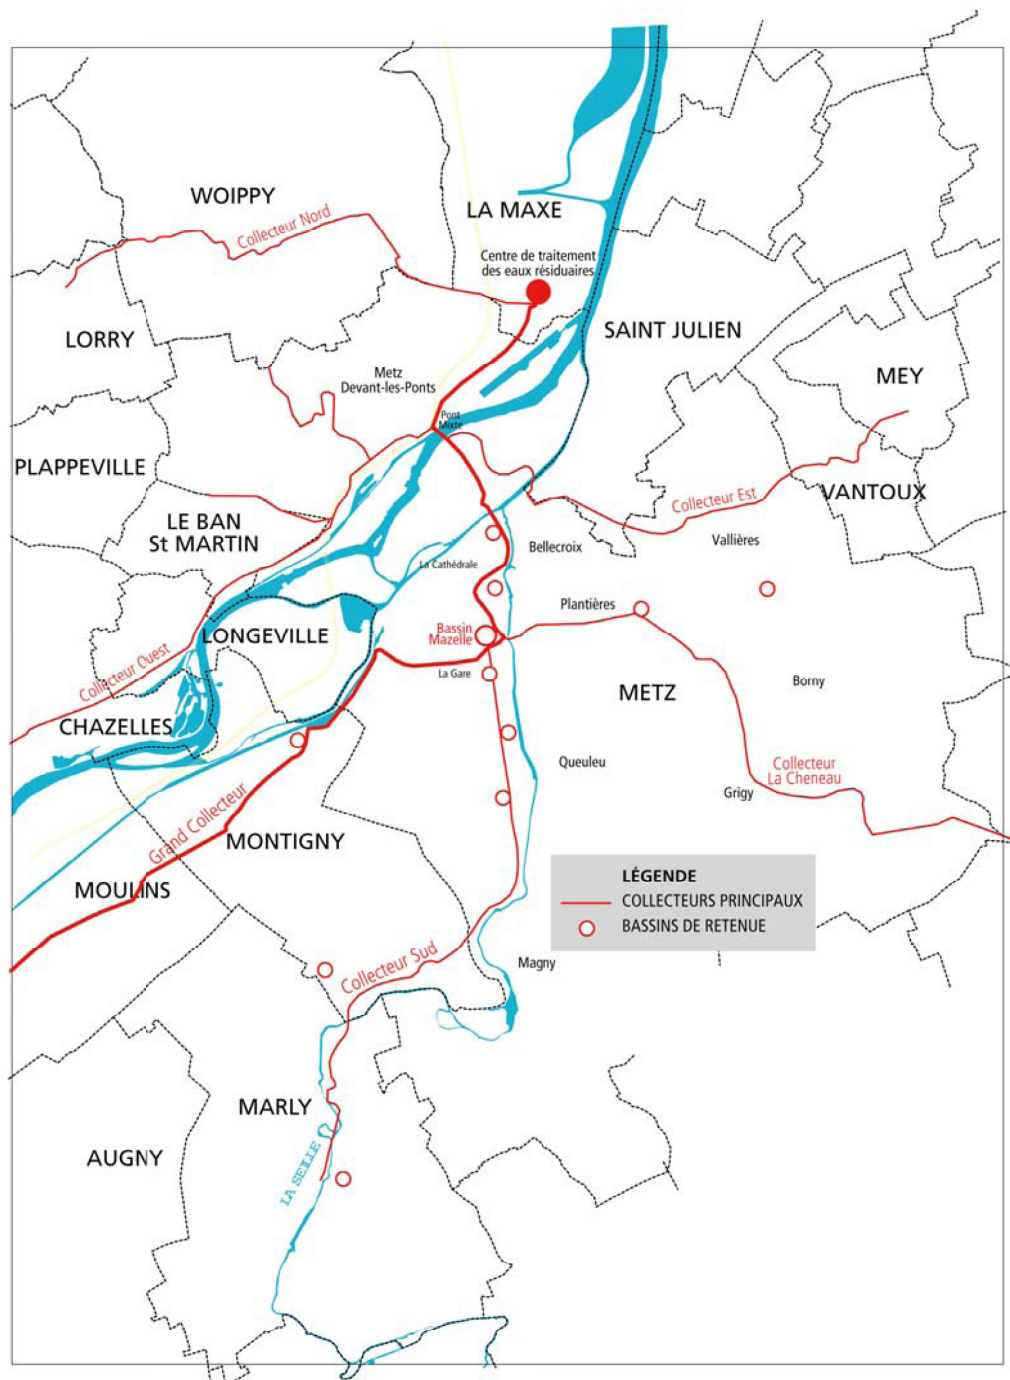 WOIPPY
Collecteur Nord
LA MAXE
Centre de traitement
des eaux résiduaires
LORRY
SAINT JULIEN
Metz
Devant-les-Ponts
MEY
Pont
Mixte
PLAPPEVILLE
VANTOUX
Collecteur Est
LE BAN
St MARTIN
Vallières
Bellecroix
La Cathédrale
Plantières
LONGEVILLE
Bassin
Mazelle
La Gare
Collecteur Ouest
METZ
Borny
CHAZELLES
Queuleu
Collecteur
La Cheneau
Grigy
Grand Collecteur
MONTIGNY
MOULINS
LÉGENDE
COLLECTEURS PRINCIPAUX
BASSINS DE RETENUE
Collecteur Sud
Magny
MARLY
AUGNY
LA SEILLE